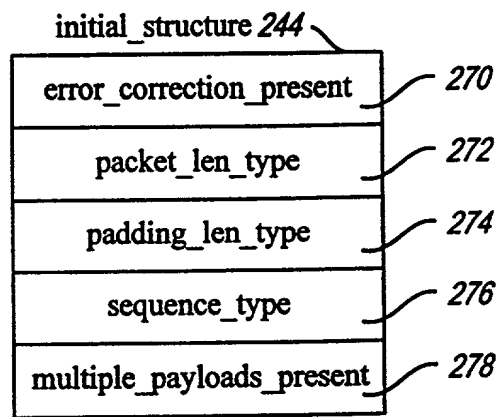 initial_structure 244
error_correction_present 270
packet_len_type 272
padding_len_type 274
sequence_type 276
multiple_payloads_present 278